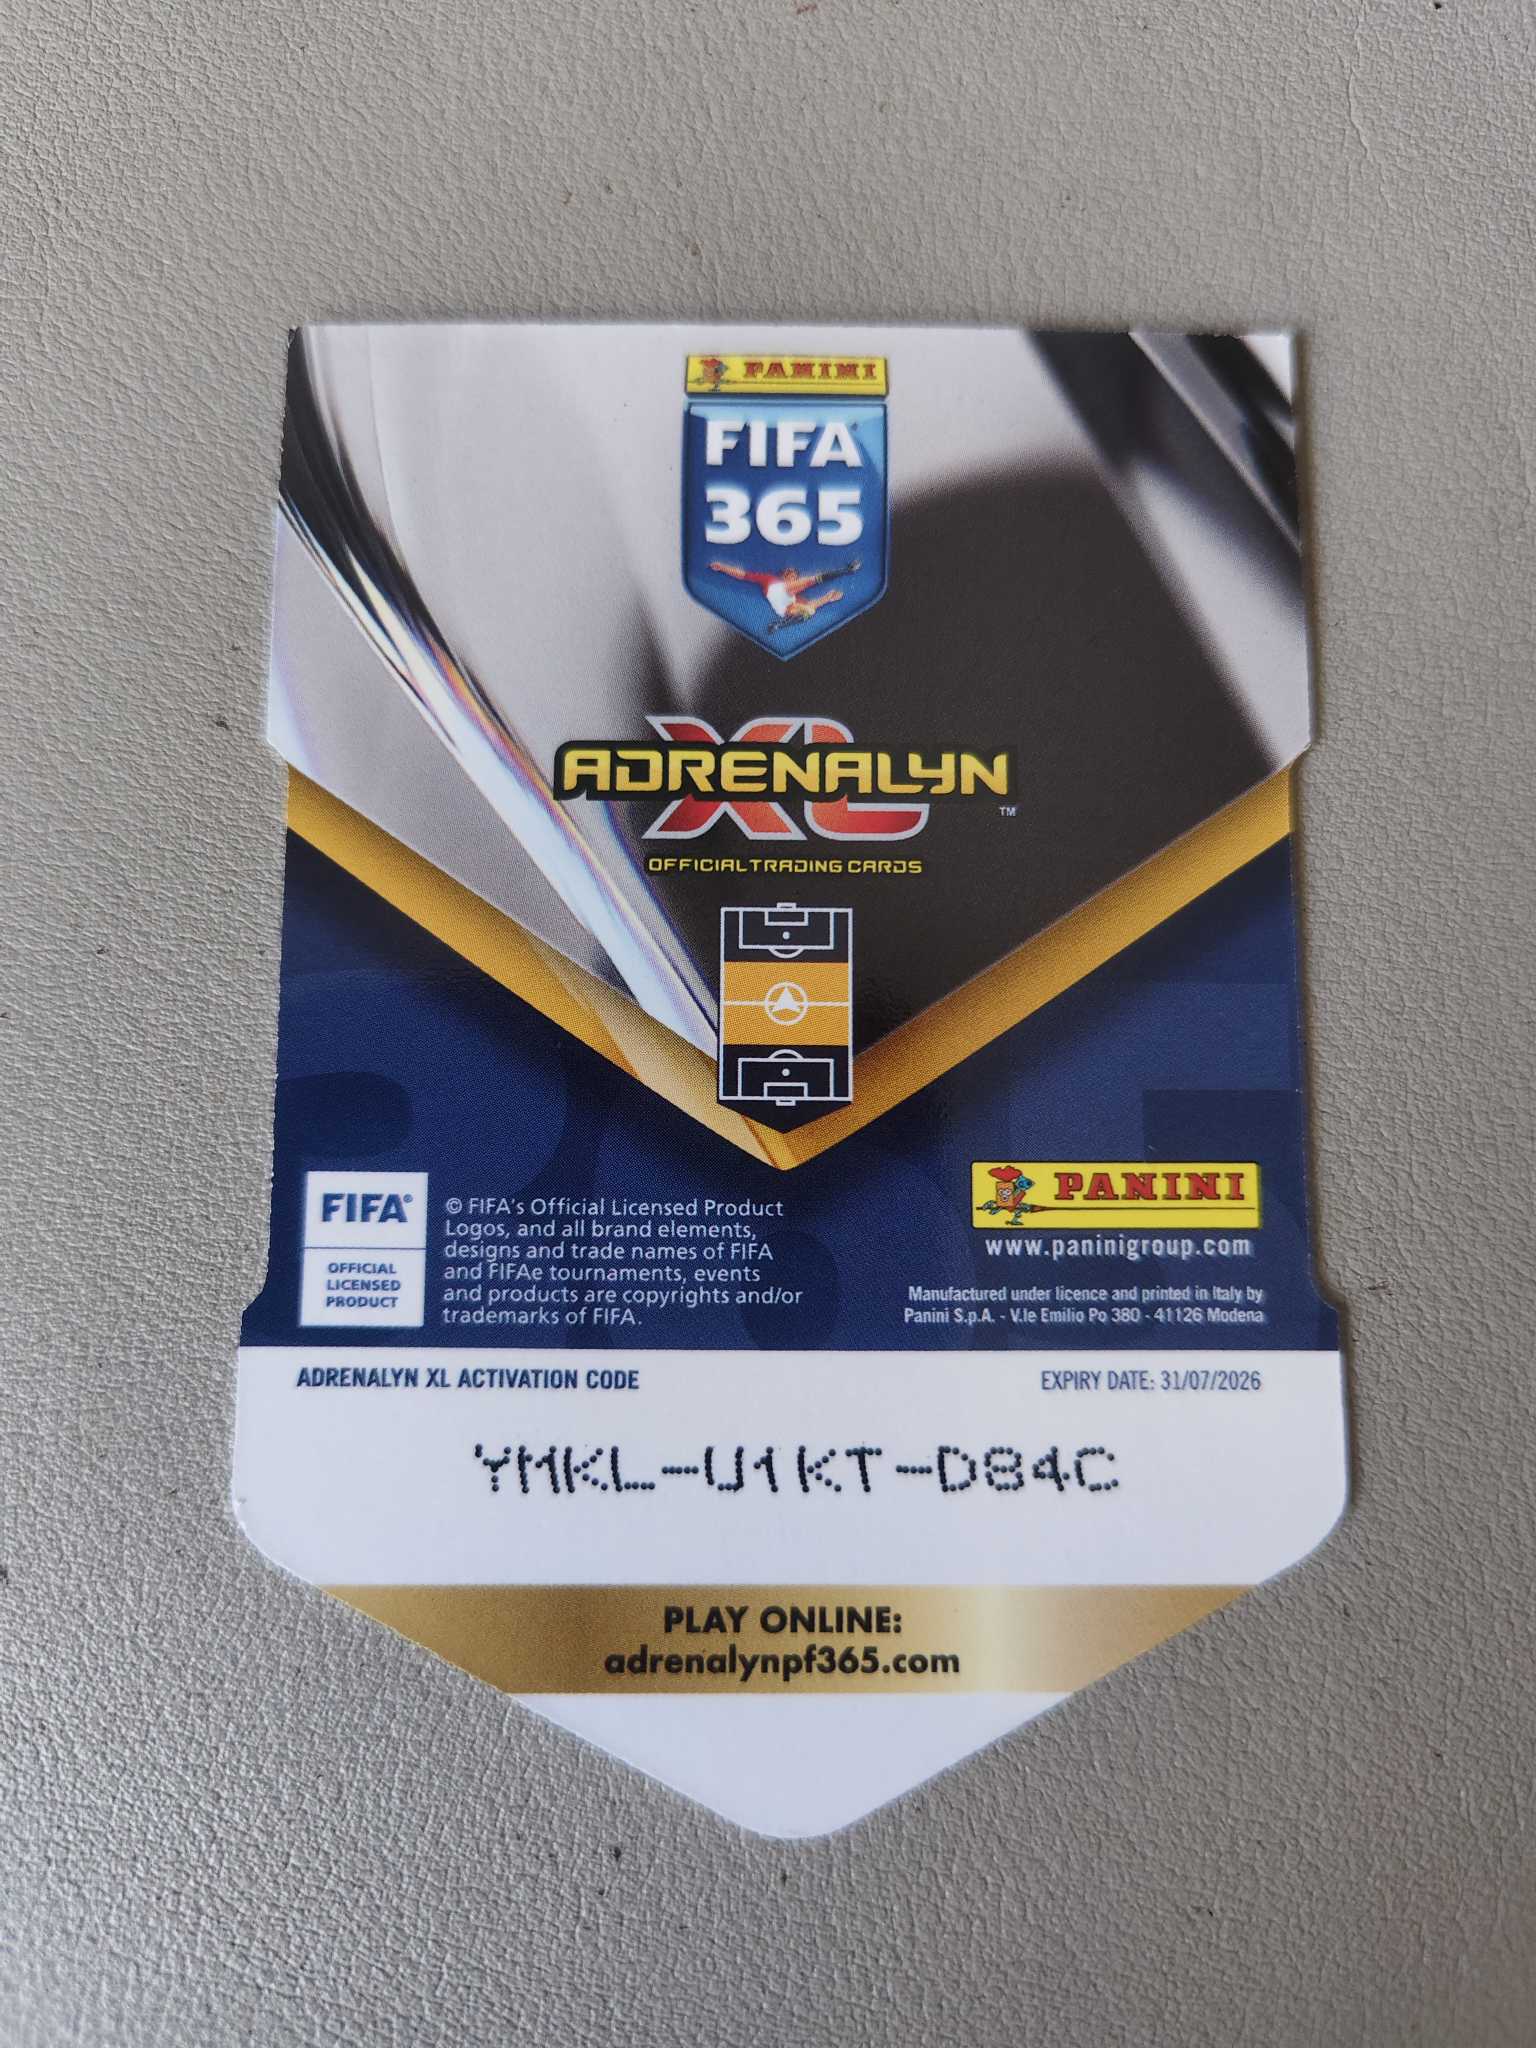 PANINI
FIFA
365
ADRENALYN
XL
™
OFFICIAL TRADING CARDS
FIFA®
OFFICIAL
LICENSED
PRODUCT
© FIFA's Official Licensed Product
Logos, and all brand elements,
designs and trade names of FIFA
and FIFAe tournaments, events
and products are copyrights and/or
trademarks of FIFA.
PANINI
www.paninigroup.com
Manufactured under licence and printed in Italy by
Panini S.p.A. - V.le Emilio Po 380 - 41126 Modena
ADRENALYN XL ACTIVATION CODE
EXPIRY DATE: 31/07/2026
YMKL-U1KT-D84C
PLAY ONLINE:
adrenalynpf365.com